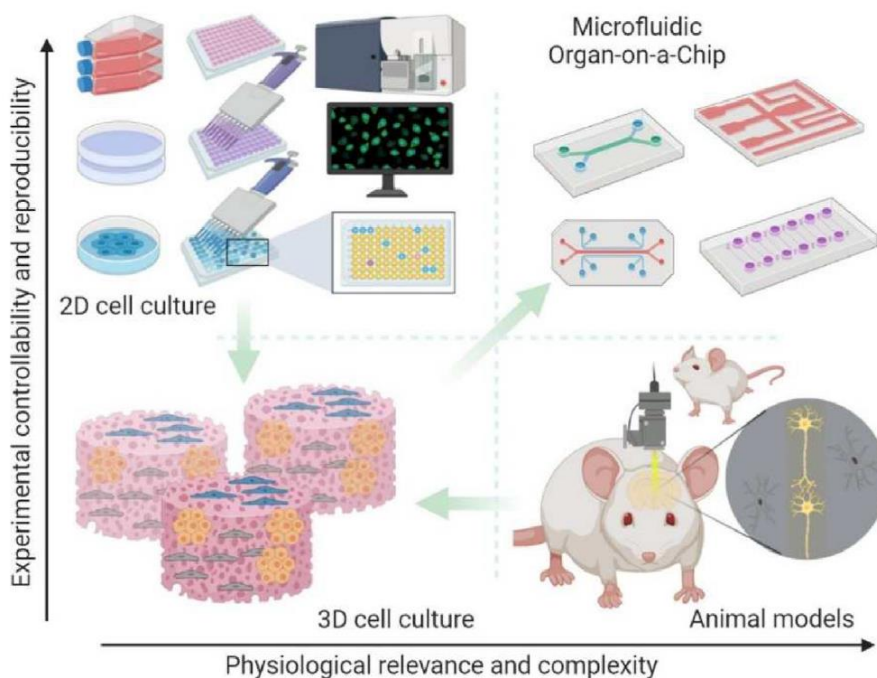 Microfluidic
Organ-on-a-Chip
2D cell culture
3D cell culture
Animal models
Experimental controllability and reproducibility
Physiological relevance and complexity